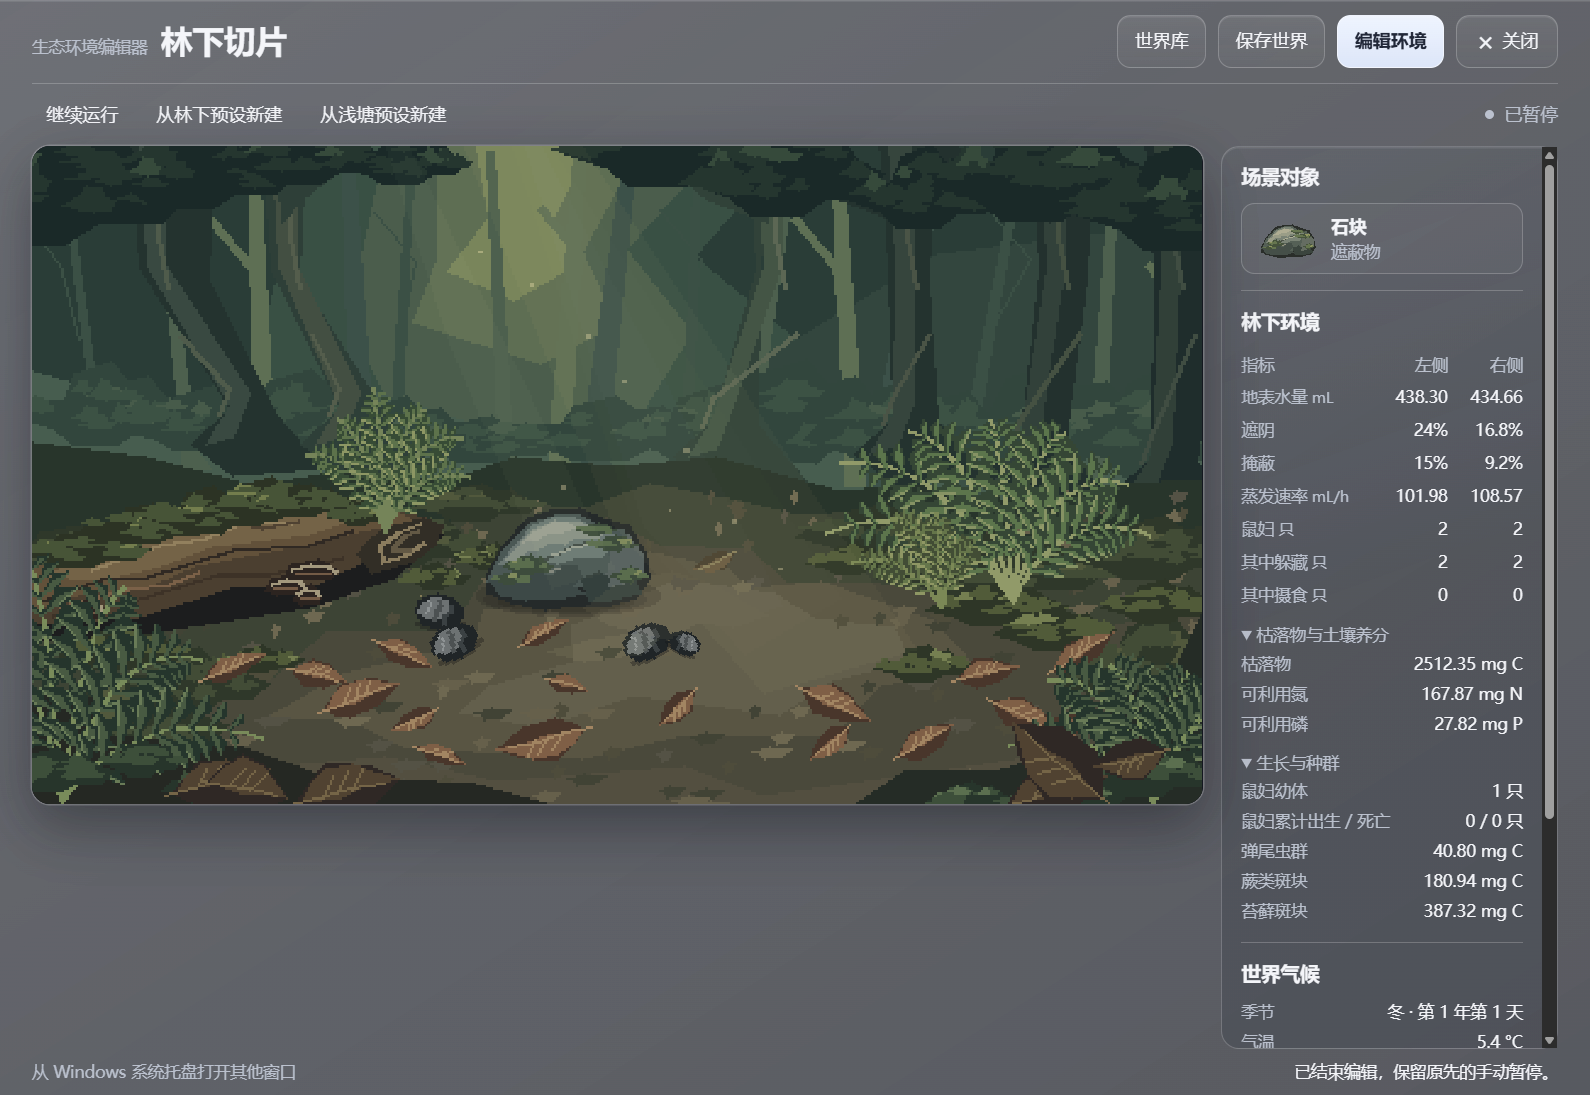 生态环境编辑器 林下切片
世界库 保存世界 编辑环境 × 关闭
继续运行 从林下预设新建 从浅塘预设新建
已暂停
场景对象
石块
遮蔽物
林下环境
指标 左侧 右侧
地表水量 mL 438.30 434.66
遮阴 24% 16.8%
掩蔽 15% 9.2%
蒸发速率 mL/h 101.98 108.57
鼠妇 只 2 2
其中躲藏 只 2 2
其中摄食 只 0 0
▼ 枯落物与土壤养分
枯落物 2512.35 mg C
可利用氮 167.87 mg N
可利用磷 27.82 mg P
▼ 生长与种群
鼠妇幼体 1 只
鼠妇累计出生 / 死亡 0 / 0 只
弹尾虫群 40.80 mg C
蕨类斑块 180.94 mg C
苔藓斑块 387.32 mg C
世界气候
季节 冬 · 第 1 年第 1 天
气温 5.4 °C
从 Windows 系统托盘打开其他窗口
已结束编辑，保留原先的手动暂停。